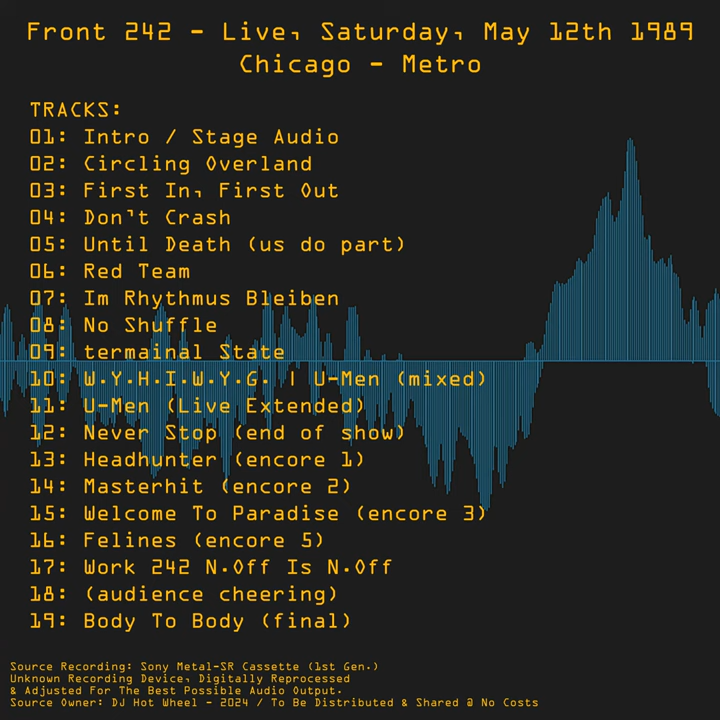 Front 242 - Live, Saturday, May 12th 1989
Chicago - Metro
TRACKS:
01: Intro / Stage Audio
02: Circling Overland
03: First In, First Out
04: Don't Crash
05: Until Death (us do part)
06: Red Team
07: Im Rhythmus Bleiben
08: No Shuffle
09: termainal State
10: W.Y.H.I.W.Y.G. | U-Men (mixed)
11: U-Men (Live Extended)
12: Never Stop (end of show)
13: Headhunter (encore 1)
14: Masterhit (encore 2)
15: Welcome To Paradise (encore 3)
16: Felines (encore 5)
17: Work 242 N.Off Is N.Off
18: (audience cheering)
19: Body To Body (final)
Source Recording: Sony Metal-SR Cassette (1st Gen.)
Unknown Recording Device, Digitally Reprocessed
& Adjusted For The Best Possible Audio Output.
Source Owner: DJ Hot Wheel - 2024 / To Be Distributed & Shared @ No Costs